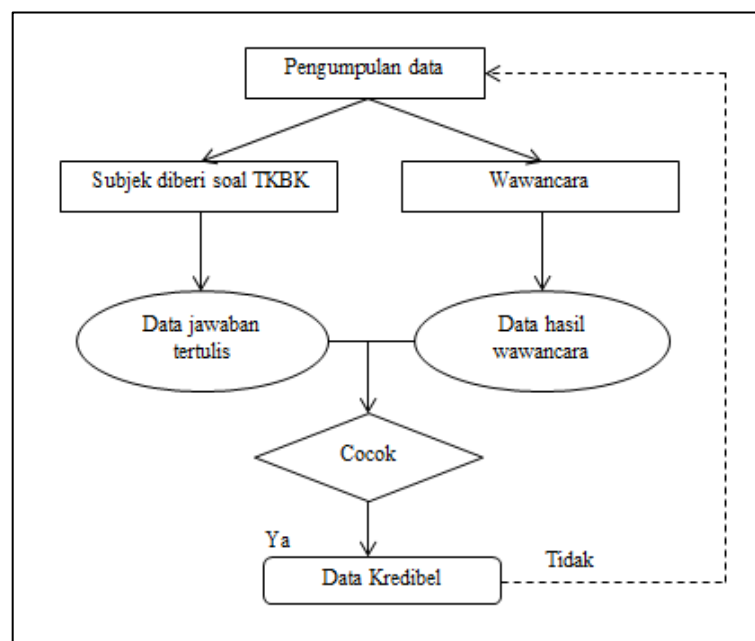 Pengumpulan data
Subjek diberi soal TKBK
Wawancara
Data jawaban
tertulis
Data hasil
wawancara
Cocok
Ya
Tidak
Data Kredibel